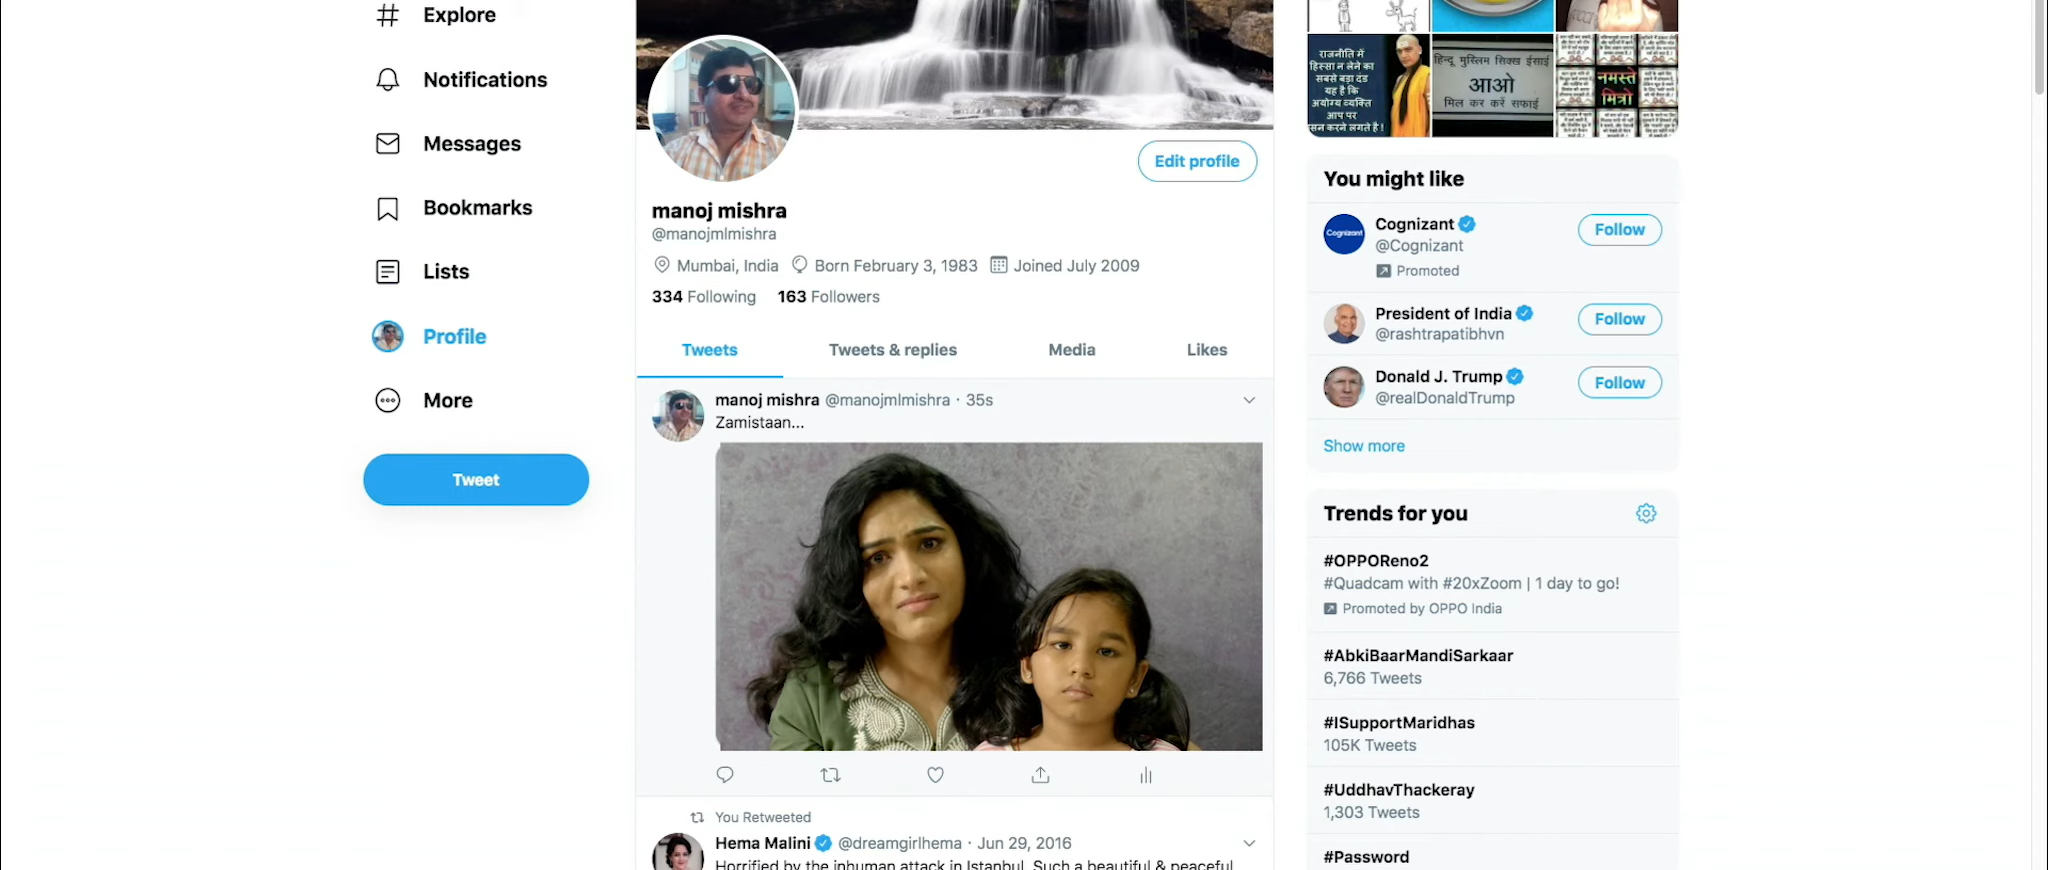 Explore
Notifications
Messages
Bookmarks
Lists
Profile
More
Tweet
Edit profile
manoj mishra
@manojmlmishra
Mumbai, India Born February 3, 1983 Joined July 2009
334 Following 163 Followers
Tweets Tweets & replies Media Likes
manoj mishra @manojmlmishra · 35s
Zamistaan...
You Retweeted
Hema Malini @dreamgirlhema · Jun 29, 2016
Horrified by the inhuman attack in Istanbul. Such a beautiful & peaceful
राजनीति में
हिस्सा न लेने का
सबसे बड़ा दंड
यह है कि
अयोग्य व्यक्ति
आप पर
सन करने लगते है !
हिन्दू मुस्लिम सिक्ख ईसाई
आओ
मिल कर करें सफाई
नमस्ते
मित्रो
You might like
Cognizant
Cognizant
@Cognizant
Promoted
Follow
President of India
@rashtrapatibhvn
Follow
Donald J. Trump
@realDonaldTrump
Follow
Show more
Trends for you
#OPPOReno2
#Quadcam with #20xZoom | 1 day to go!
Promoted by OPPO India
#AbkiBaarMandiSarkaar
6,766 Tweets
#ISupportMaridhas
105K Tweets
#UddhavThackeray
1,303 Tweets
#Password